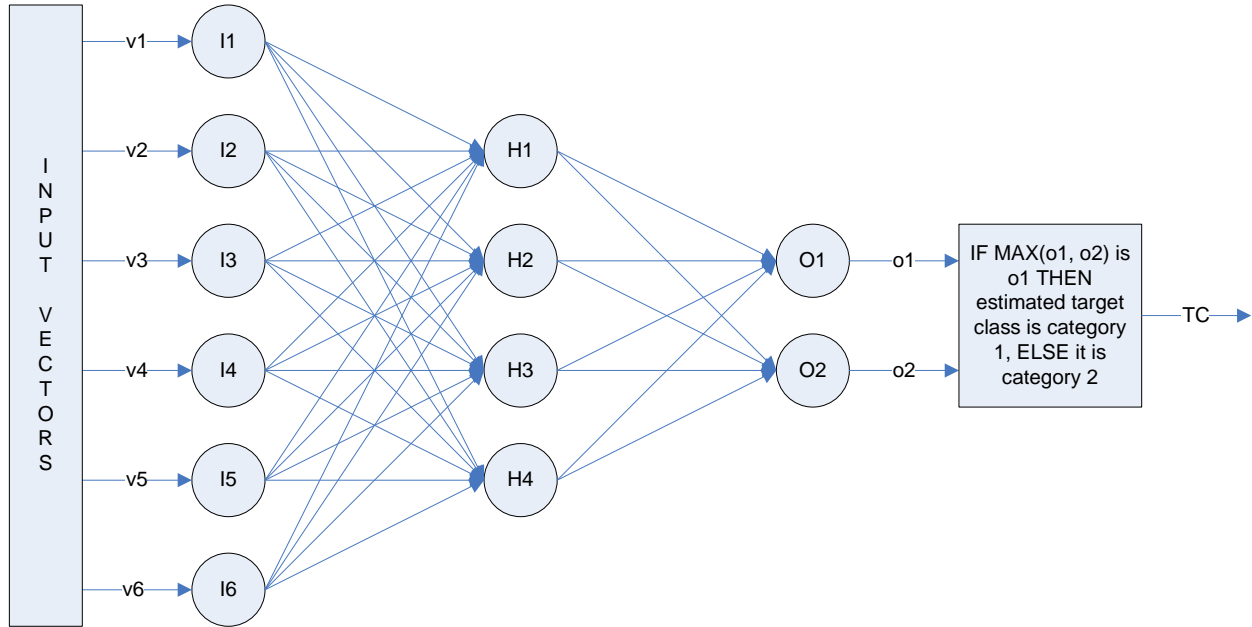 INPUT VECTORS
v1
v2
v3
v4
v5
v6
I1
I2
I3
I4
I5
I6
H1
H2
H3
H4
O1
O2
o1
o2
IF MAX(o1, o2) is
o1 THEN
estimated target
class is category
1, ELSE it is
category 2
TC